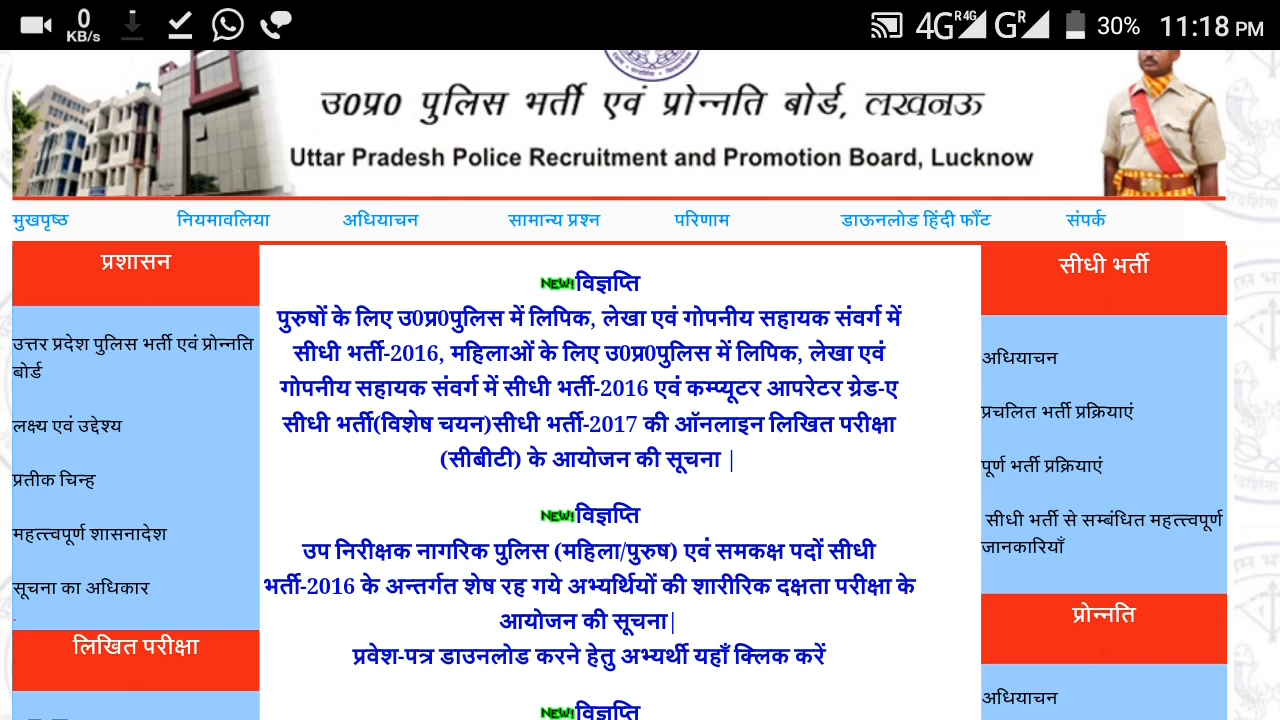 0
KB/s
4G R4G G R 30% 11:18 PM
उ0प्र0 पुलिस भर्ती एवं प्रोन्नति बोर्ड, लखनऊ
Uttar Pradesh Police Recruitment and Promotion Board, Lucknow
मुखपृष्ठ नियमावलिया अधियाचन सामान्य प्रश्न परिणाम डाऊनलोड हिंदी फौंट संपर्क
प्रशासन
उत्तर प्रदेश पुलिस भर्ती एवं प्रोन्नति
बोर्ड
लक्ष्य एवं उद्देश्य
प्रतीक चिन्ह
महत्त्वपूर्ण शासनादेश
सूचना का अधिकार
लिखित परीक्षा
NEW! विज्ञप्ति
पुरुषों के लिए उ0प्र0पुलिस में लिपिक, लेखा एवं गोपनीय सहायक संवर्ग में
सीधी भर्ती-2016, महिलाओं के लिए उ0प्र0पुलिस में लिपिक, लेखा एवं
गोपनीय सहायक संवर्ग में सीधी भर्ती-2016 एवं कम्प्यूटर आपरेटर ग्रेड-ए
सीधी भर्ती(विशेष चयन)सीधी भर्ती-2017 की ऑनलाइन लिखित परीक्षा
(सीबीटी) के आयोजन की सूचना |
NEW! विज्ञप्ति
उप निरीक्षक नागरिक पुलिस (महिला/पुरुष) एवं समकक्ष पदों सीधी
भर्ती-2016 के अन्तर्गत शेष रह गये अभ्यर्थियों की शारीरिक दक्षता परीक्षा के
आयोजन की सूचना|
प्रवेश-पत्र डाउनलोड करने हेतु अभ्यर्थी यहाँ क्लिक करें
NEW! विज्ञप्ति
सीधी भर्ती
अधियाचन
प्रचलित भर्ती प्रक्रियाएं
पूर्ण भर्ती प्रक्रियाएं
सीधी भर्ती से सम्बंधित महत्त्वपूर्ण
जानकारियाँ
प्रोन्नति
अधियाचन